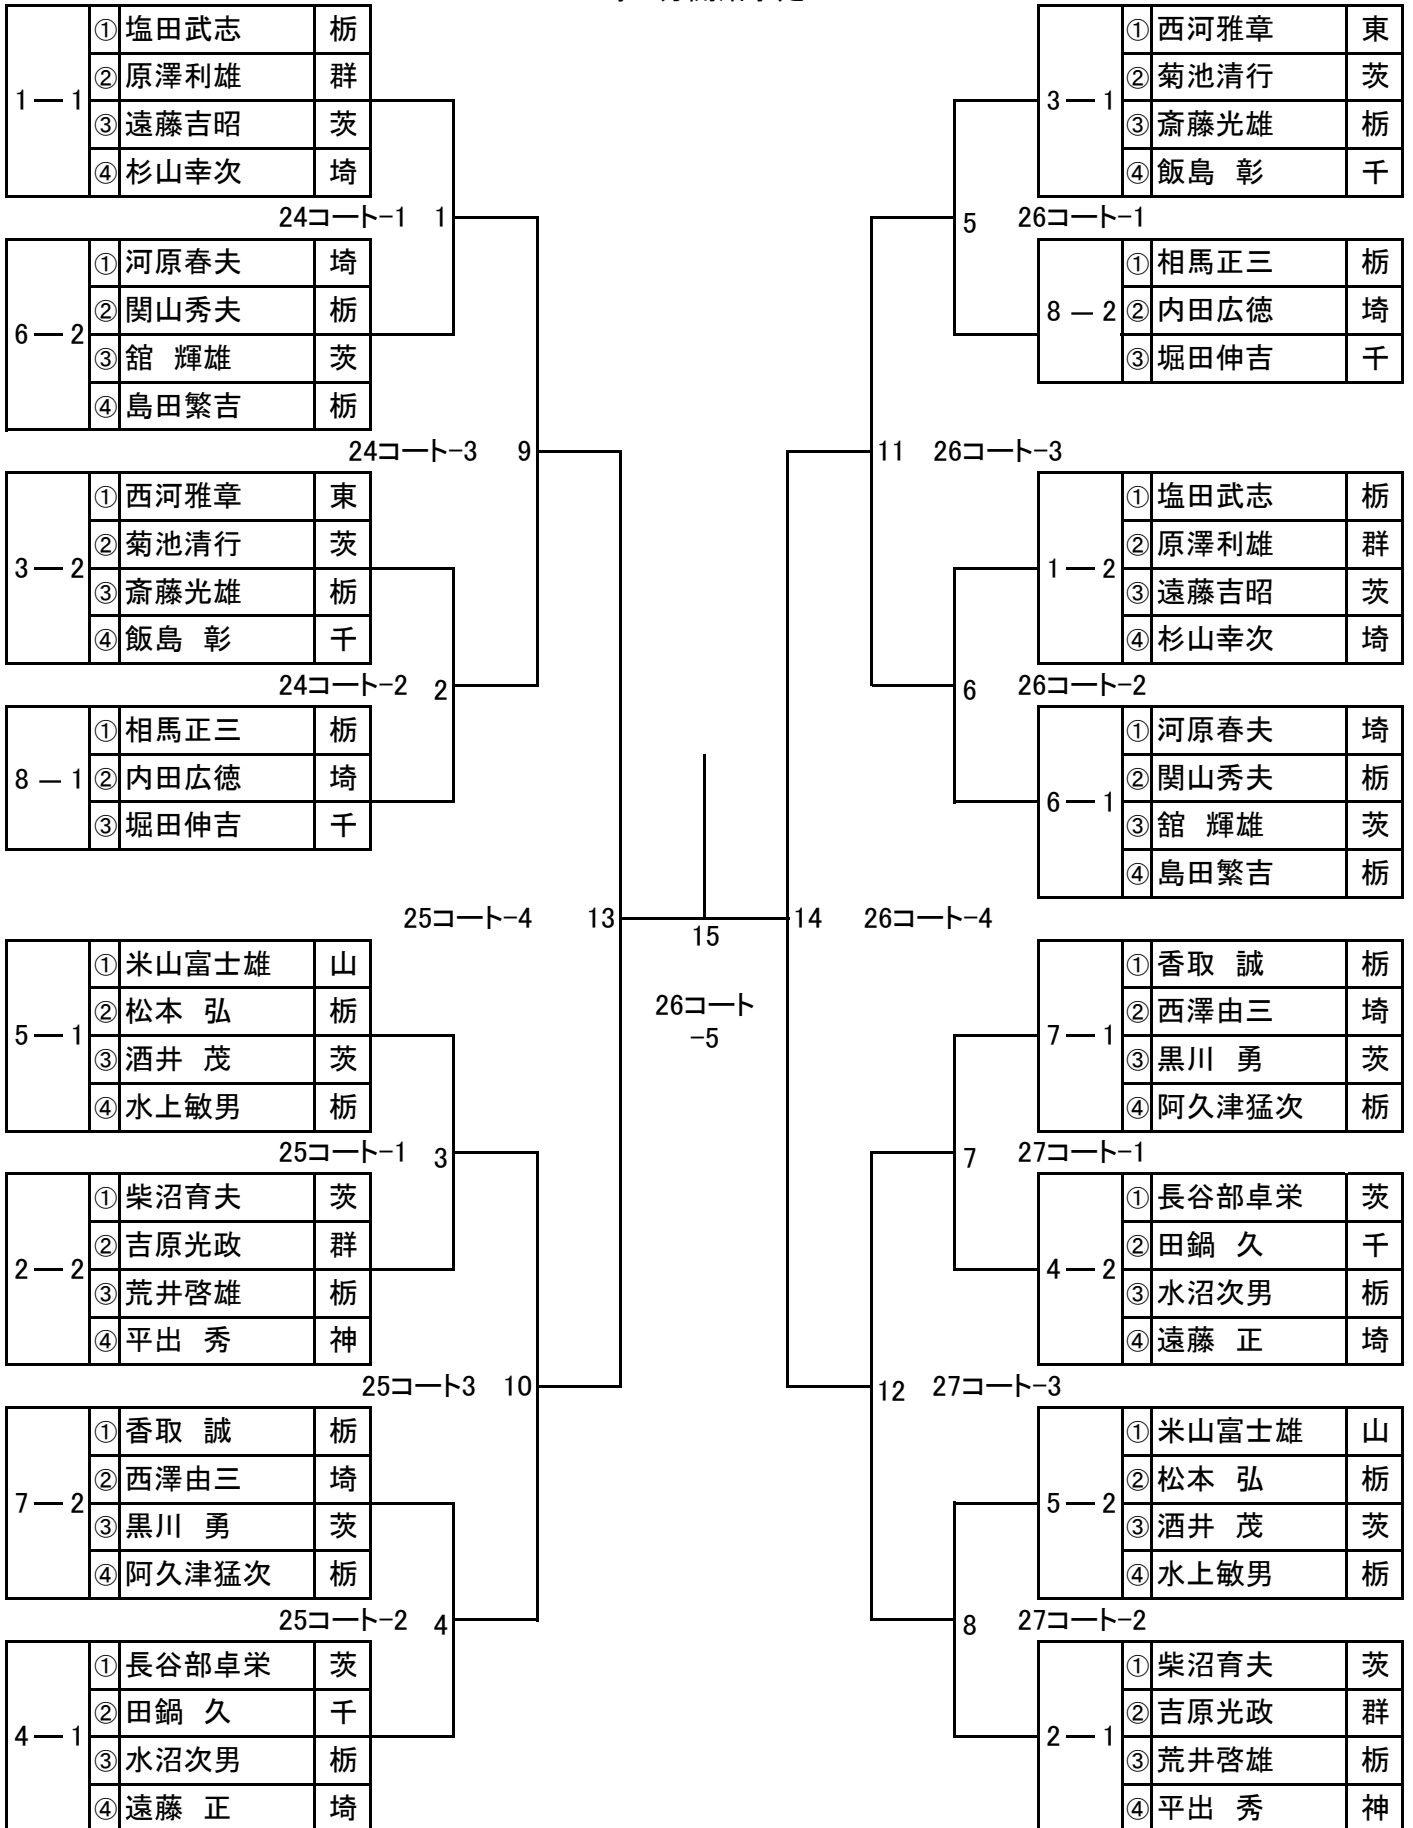 1 — 1
① 塩田武志 栃
② 原澤利雄 群
③ 遠藤吉昭 茨
④ 杉山幸次 埼
24コート-1 1
6 — 2
① 河原春夫 埼
② 関山秀夫 栃
③ 舘 輝雄 茨
④ 島田繁吉 栃
24コート-3 9
3 — 2
① 西河雅章 東
② 菊池清行 茨
③ 斎藤光雄 栃
④ 飯島 彰 千
24コート-2 2
8 — 1
① 相馬正三 栃
② 内田広徳 埼
③ 堀田伸吉 千
25コート-4 13
5 — 1
① 米山富士雄 山
② 松本 弘 栃
③ 酒井 茂 茨
④ 水上敏男 栃
25コート-1 3
2 — 2
① 柴沼育夫 茨
② 吉原光政 群
③ 荒井啓雄 栃
④ 平出 秀 神
25コート3 10
7 — 2
① 香取 誠 栃
② 西澤由三 埼
③ 黒川 勇 茨
④ 阿久津猛次 栃
25コート-2 4
4 — 1
① 長谷部卓栄 茨
② 田鍋 久 千
③ 水沼次男 栃
④ 遠藤 正 埼
15
26コート
-5
3 — 1
① 西河雅章 東
② 菊池清行 茨
③ 斎藤光雄 栃
④ 飯島 彰 千
5 26コート-1
8 — 2
① 相馬正三 栃
② 内田広徳 埼
③ 堀田伸吉 千
11 26コート-3
1 — 2
① 塩田武志 栃
② 原澤利雄 群
③ 遠藤吉昭 茨
④ 杉山幸次 埼
6 26コート-2
6 — 1
① 河原春夫 埼
② 関山秀夫 栃
③ 舘 輝雄 茨
④ 島田繁吉 栃
14 26コート-4
7 — 1
① 香取 誠 栃
② 西澤由三 埼
③ 黒川 勇 茨
④ 阿久津猛次 栃
7 27コート-1
4 — 2
① 長谷部卓栄 茨
② 田鍋 久 千
③ 水沼次男 栃
④ 遠藤 正 埼
12 27コート-3
5 — 2
① 米山富士雄 山
② 松本 弘 栃
③ 酒井 茂 茨
④ 水上敏男 栃
8 27コート-2
2 — 1
① 柴沼育夫 茨
② 吉原光政 群
③ 荒井啓雄 栃
④ 平出 秀 神